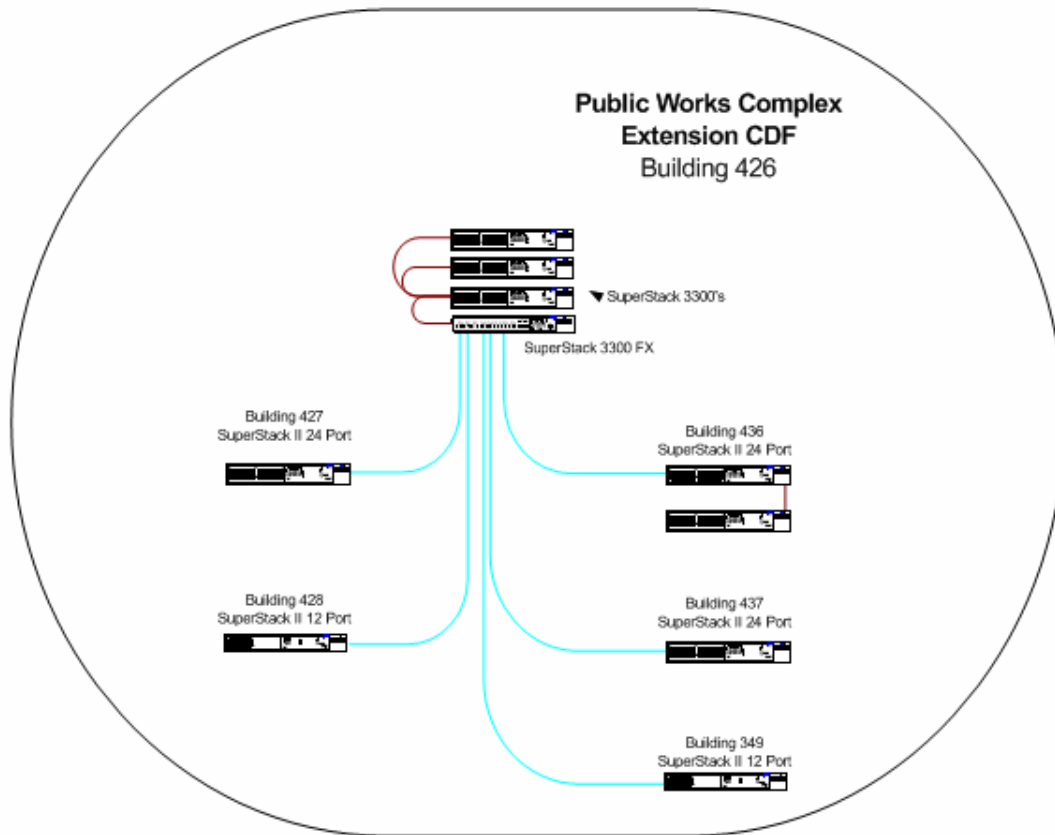 Public Works Complex
Extension CDF
Building 426
SuperStack 3300's
SuperStack 3300 FX
Building 427
SuperStack II 24 Port
Building 436
SuperStack II 24 Port
Building 428
SuperStack II 12 Port
Building 437
SuperStack II 24 Port
Building 349
SuperStack II 12 Port